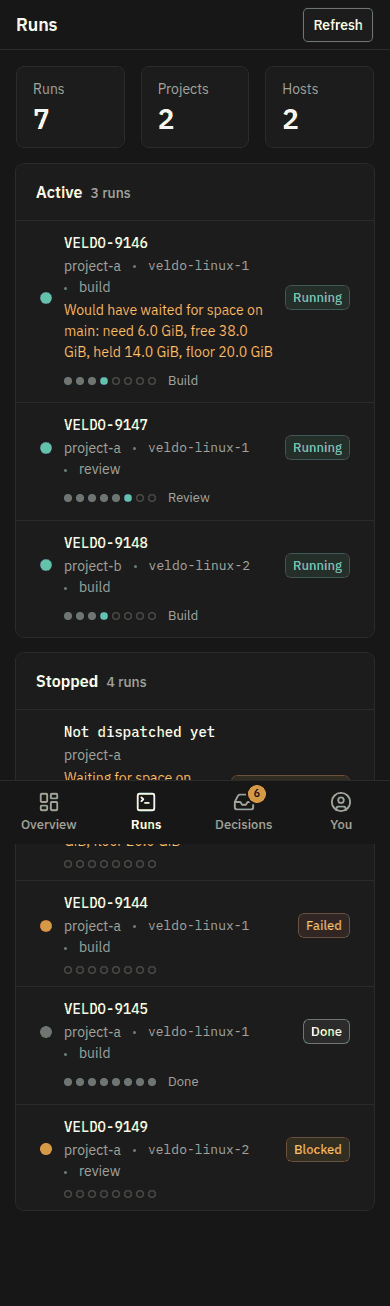 Runs
Refresh
Runs
7
Projects
2
Hosts
2
Active 3 runs
VELDO-9146
project-a • veldo-linux-1
• build
Would have waited for space on
main: need 6.0 GiB, free 38.0
GiB, held 14.0 GiB, floor 20.0 GiB
Running
Build
VELDO-9147
project-a • veldo-linux-1
• review
Running
Review
VELDO-9148
project-b • veldo-linux-2
• build
Running
Build
Stopped 4 runs
Not dispatched yet
project-a
Waiting for space on
Overview
Runs
6
Decisions
You
VELDO-9144
project-a • veldo-linux-1
• build
Failed
VELDO-9145
project-a • veldo-linux-1
• build
Done
Done
VELDO-9149
project-a • veldo-linux-2
• review
Blocked